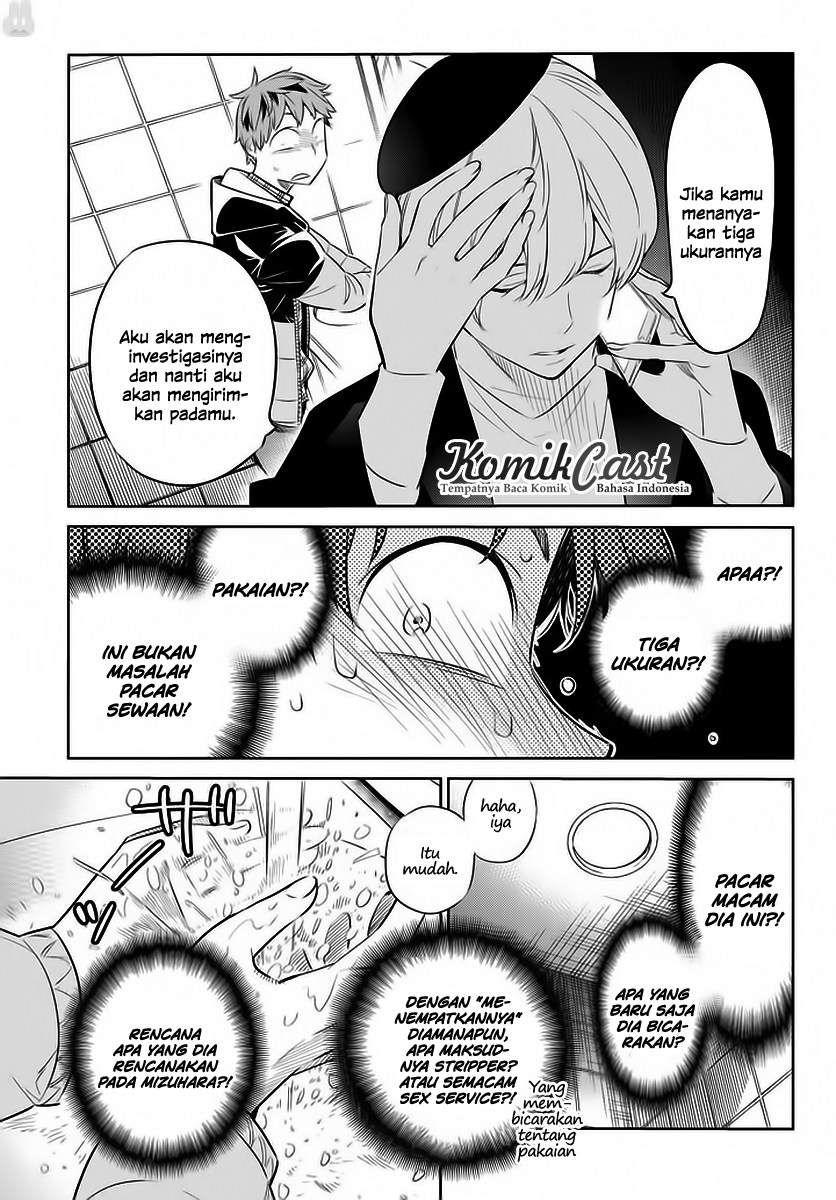 Jika kamu
menanya-
kan tiga
ukurannya
Aku akan meng-
investigasinya
dan nanti aku
akan mengirim-
kan padamu.
KomikCast
Tempatnya Baca Komik Bahasa Indonesia
APAA?!
TIGA
UKURAN?!
PAKAIAN?!
INI BUKAN
MASALAH
PACAR
SEWAAN!
PACAR
MACAM
DIA INI?!
APA YANG
BARU SAJA
DIA BICA-
RAKAN?
haha,
iya
Itu
mudah.
DENGAN "ME-
NEMPATKANNYA"
DIAMANAPUN,
APA MAKSUD-
NYA STRIPPER?
ATAU SEMACAM
SEX SERVICE?!
Yang
mem-
bicarakan
tentang
pakaian
RENCANA
APA YANG DIA
RENCANAKAN
PADA MIZUHARA?!